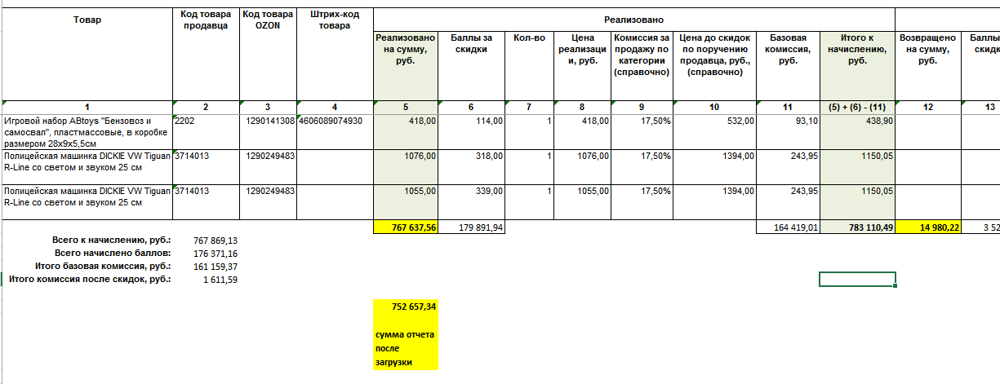 Товар
Код товара
продавца
Код товара
OZON
Штрих-код
товара
Реализовано
Реализовано
на сумму,
руб.
Баллы за
скидки
Кол-во
Цена
реализаци
и, руб.
Комиссия за
продажу по
категории
(справочно)
Цена до скидок
по поручению
продавца, руб.,
(справочно)
Базовая
комиссия,
руб.
Итого к
начислению,
руб.
Возвращено
на сумму,
руб.
Баллы
скидк
1 2 3 4 5 6 7 8 9 10 11 (5) + (6) - (11) 12 13
Игровой набор ABtoys "Бензовоз и
самосвал", пластмассовые, в коробке
размером 28x9x5,5см
2202 1290141308 4606089074930 418,00 114,00 1 418,00 17,50% 532,00 93,10 438,90
Полицейская машинка DICKIE VW Tiguan
R-Line со светом и звуком 25 см
3714013 1290249483 1076,00 318,00 1 1076,00 17,50% 1394,00 243,95 1150,05
Полицейская машинка DICKIE VW Tiguan
R-Line со светом и звуком 25 см
3714013 1290249483 1055,00 339,00 1 1055,00 17,50% 1394,00 243,95 1150,05
767 637,56 179 891,94 164 419,01 783 110,49 14 980,22 3 52
Всего к начислению, руб.: 767 869,13
Всего начислено баллов: 176 371,16
Итого базовая комиссия, руб.: 161 159,37
Итого комиссия после скидок, руб.: 1 611,59
752 657,34
сумма отчета
после
загрузки